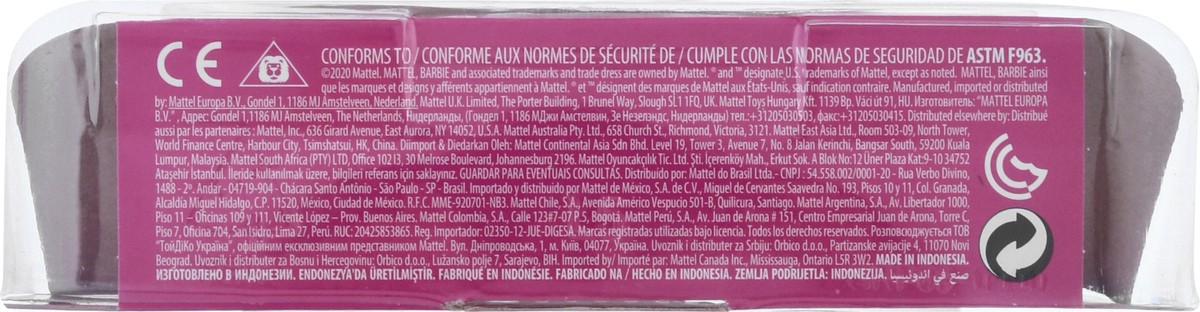 CE
CONFORMS TO / CONFORME AUX NORMES DE SÉCURITÉ DE / CUMPLE CON LAS NORMAS DE SEGURIDAD DE ASTM F963.
©2020 Mattel. MATTEL, BARBIE and associated trademarks and trade dress are owned by Mattel. ® and ™ designate U.S. trademarks of Mattel, except as noted. MATTEL, BARBIE ainsi
que les marques et designs y afférents appartiennent à Mattel. ® et ™ désignent des marques de Mattel aux États-Unis, sauf indication contraire. Manufactured, imported or distributed
by: Mattel Europa B.V., Gondel 1, 1186 MJ Amstelveen, Nederland. Mattel U.K. Limited, The Porter Building, 1 Brunel Way, Slough SL1 1FQ, UK. Mattel Toys Hungary Kft. 1139 Bp. Váci út 91, HU. Изготовитель: "MATTEL EUROPA
B.V." , Адрес: Gondel 1,1186 MJ Amstelveen, The Netherlands, Нидерланды, (Гондел 1, 1186 МДжи Амстелвин, Зе Незелэндс, Нидерланды) тел.:+31205030503, факс:+31205030415. Distributed elsewhere by: Distribué
aussi par les partenaires : Mattel, Inc., 636 Girard Avenue, East Aurora, NY 14052, U.S.A. Mattel Australia Pty. Ltd., 658 Church St., Richmond, Victoria, 3121. Mattel East Asia Ltd., Room 503-09, North Tower,
World Finance Centre, Harbour City, Tsimshatsui, HK, China. Diimport & Diedarkan Oleh: Mattel Continental Asia Sdn Bhd. Level 19, Tower 3, Avenue 7, No. 8 Jalan Kerinchi, Bangsar South, 59200 Kuala
Lumpur, Malaysia. Mattel South Africa (PTY) LTD, Office 102I3, 30 Melrose Boulevard, Johannesburg 2196. Mattel Oyuncakçılık Tic. Ltd. Şti. İçerenköy Mah., Erkut Sok. A Blok No:12 Üner Plaza Kat:9-10 34752
Ataşehir İstanbul. İleride kullanılmak üzere, bilgileri referans için saklayınız. GUARDAR PARA EVENTUAIS CONSULTAS. Distribuído por: Mattel do Brasil Ltda.- CNPJ : 54.558.002/0001-20 - Rua Verbo Divino,
1488 - 2º. Andar - 04719-904 - Chácara Santo Antônio - São Paulo - SP - Brasil. Importado y distribuido por Mattel de México, S.A. de C.V., Miguel de Cervantes Saavedra No. 193, Pisos 10 y 11, Col. Granada,
Alcaldía Miguel Hidalgo, C.P. 11520, México, Ciudad de México. R.F.C. MME-920701-NB3. Mattel Chile, S.A., Avenida Américo Vespucio 501-B, Quilicura, Santiago. Mattel Argentina, S.A., Av. Libertador 1000,
Piso 11 – Oficinas 109 y 111, Vicente López – Prov. Buenos Aires. Mattel Colombia, S.A., Calle 123#7-07 P.5, Bogotá. Mattel Perú, S.A., Av. Juan de Arona # 151, Centro Empresarial Juan de Arona, Torre C,
Piso 7, Oficina 704, San Isidro, Lima 27, Perú. RUC: 20425853865. Reg. Importador: 02350-12-JUE-DIGESA. Marcas registradas utilizadas bajo licencia. Todos los derechos reservados. Розповсюджується ТОВ
"ТойДіКо Україна", офіційним ексклюзивним представником Mattel. Вул. Дніпроводська, 1, м. Київ, 04077, Україна. Uvoznik i distributer za Srbiju: Orbico d.o.o., Partizanske avijacije 4, 11070 Novi
Beograd. Uvoznik i distributer za Bosnu i Hercegovinu: Orbico d.o.o., Lužansko polje 7, Sarajevo, BIH. Imported by/ Importé par: Mattel Canada Inc., Mississauga, Ontario L5R 3W2. MADE IN INDONESIA.
ИЗГОТОВЛЕНО В ИНДОНЕЗИИ. ENDONEZYA'DA ÜRETİLMİŞTİR. FABRIQUÉ EN INDONÉSIE. FABRICADO NA / HECHO EN INDONESIA. ZEMLJA PODRIJETLA: INDONEZIJA. صنع في اندونيسيا